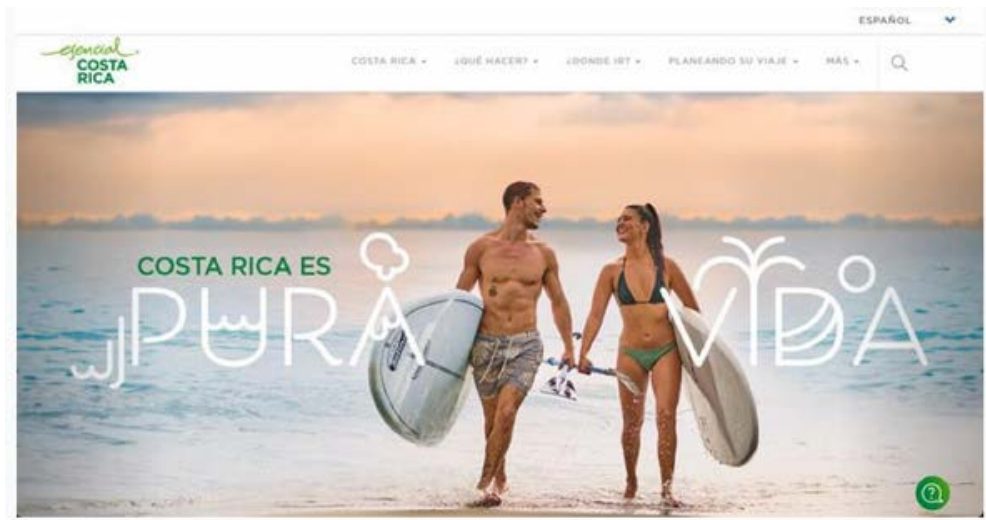 ESPAÑOL
esencial
COSTA
RICA
COSTA RICA ¿QUÉ HACER? ¿DONDE IR? PLANEANDO SU VIAJE MÁS
COSTA RICA ES
PURA VIDA